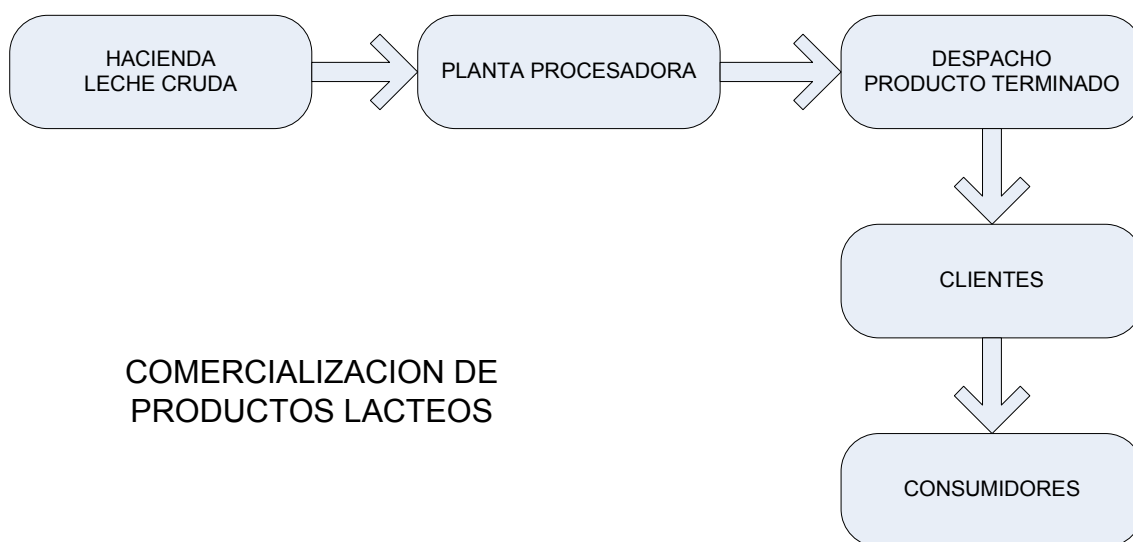 HACIENDA
LECHE CRUDA
PLANTA PROCESADORA
DESPACHO
PRODUCTO TERMINADO
CLIENTES
COMERCIALIZACION DE
PRODUCTOS LACTEOS
CONSUMIDORES